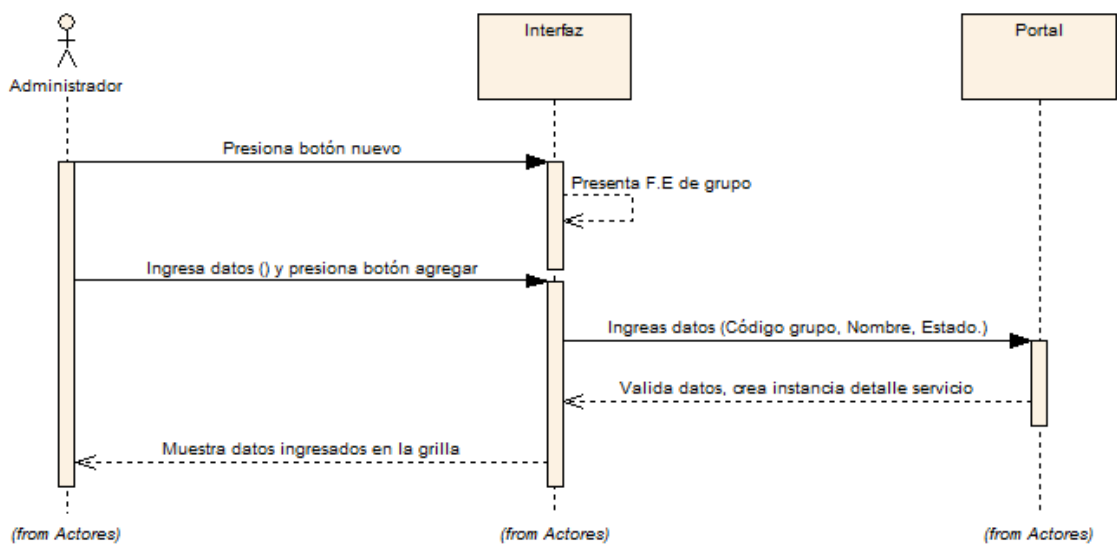 Interfaz
Portal
Administrador
Presiona botón nuevo
Presenta F.E de grupo
Ingresa datos () y presiona botón agregar
Ingreas datos (Código grupo, Nombre, Estado.)
Valida datos, crea instancia detalle servicio
Muestra datos ingresados en la grilla
(from Actores)
(from Actores)
(from Actores)